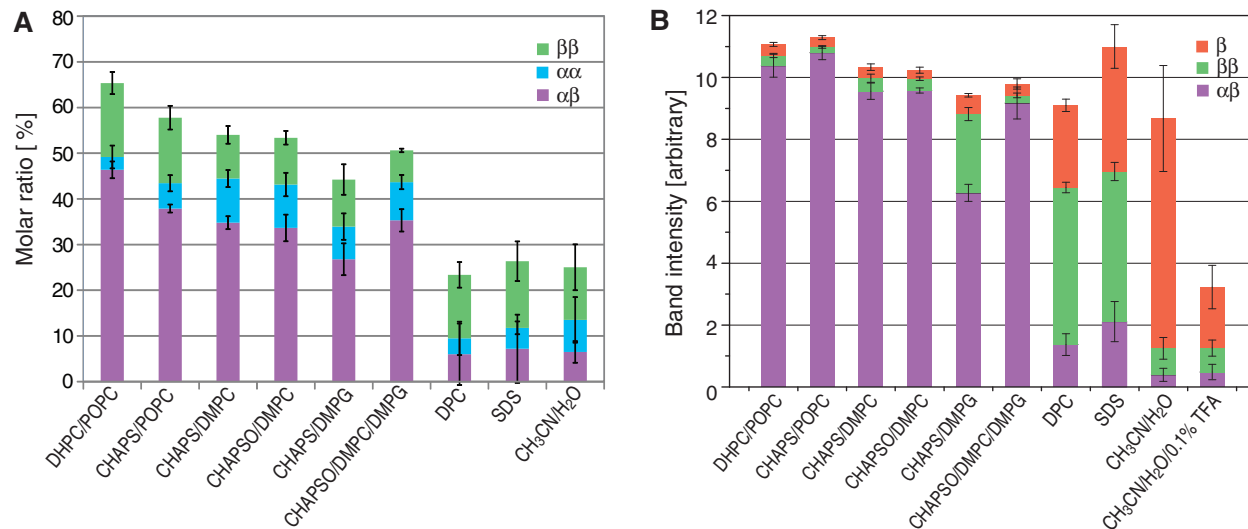 A
Molar ratio [%]
80
70
60
50
40
30
20
10
0
ββ
αα
αβ
DHPC/POPC
CHAPS/POPC
CHAPS/DMPC
CHAPSO/DMPC
CHAPS/DMPG
CHAPSO/DMPC/DMPG
DPC
SDS
CH₃CN/H₂O
B
Band intensity [arbitrary]
12
10
8
6
4
2
0
β
ββ
αβ
DHPC/POPC
CHAPS/POPC
CHAPS/DMPC
CHAPSO/DMPC
CHAPS/DMPG
CHAPSO/DMPC/DMPG
DPC
SDS
CH₃CN/H₂O
CH₃CN/H₂O/0.1% TFA